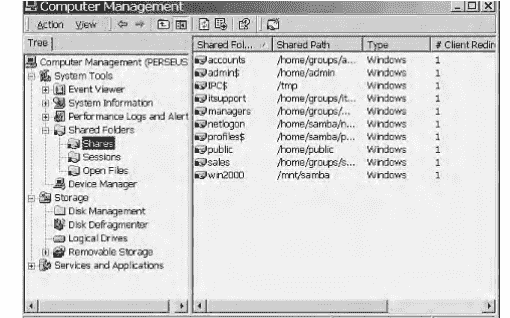 Computer Management
Action View
Tree
Computer Management (PERSEUS
System Tools
Event Viewer
System Information
Performance Logs and Alert
Shared Folders
Shares
Sessions
Open Files
Device Manager
Storage
Disk Management
Disk Defragmenter
Logical Drives
Removable Storage
Services and Applications
Shared Fol... Shared Path Type # Client Redir
accounts /home/groups/a... Windows 1
admin$ /home/admin Windows 1
IPC$ /tmp Windows 1
itsupport /home/groups/it... Windows 1
managers /home/groups/... Windows 1
netlogon /home/samba/n... Windows 1
profiles$ /home/samba/p... Windows 1
public /home/public Windows 1
sales /home/groups/s... Windows 1
win2000 /mnt/samba Windows 1